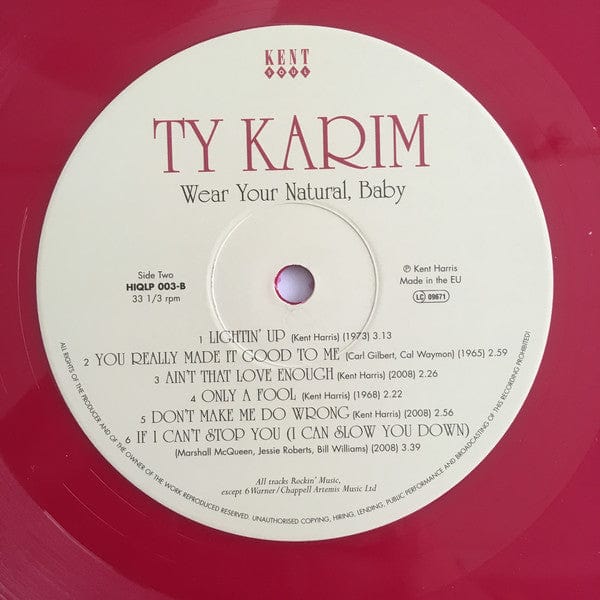 KENT
SOUL
TY KARIM
Wear Your Natural, Baby
Side Two
HIQLP 003-B
33 1/3 rpm
℗ Kent Harris
Made in the EU
LC 09671
1 LIGHTIN' UP (Kent Harris) (1973) 3.13
2 YOU REALLY MADE IT GOOD TO ME (Carl Gilbert, Cal Waymon) (1965) 2.59
3 AIN'T THAT LOVE ENOUGH (Kent Harris) (2008) 2.26
4 ONLY A FOOL (Kent Harris) (1968) 2.22
5 DON'T MAKE ME DO WRONG (Kent Harris) (2008) 2.56
6 IF I CAN'T STOP YOU (I CAN SLOW YOU DOWN)
(Marshall McQueen, Jessie Roberts, Bill Williams) (2008) 3.39
All tracks Rockin' Music,
except 6 Warner/Chappell Artemis Music Ltd
ALL RIGHTS OF THE PRODUCER AND OF THE OWNER OF THE WORK REPRODUCED RESERVED. UNAUTHORISED COPYING, HIRING, LENDING, PUBLIC PERFORMANCE AND BROADCASTING OF THIS RECORDING PROHIBITED!